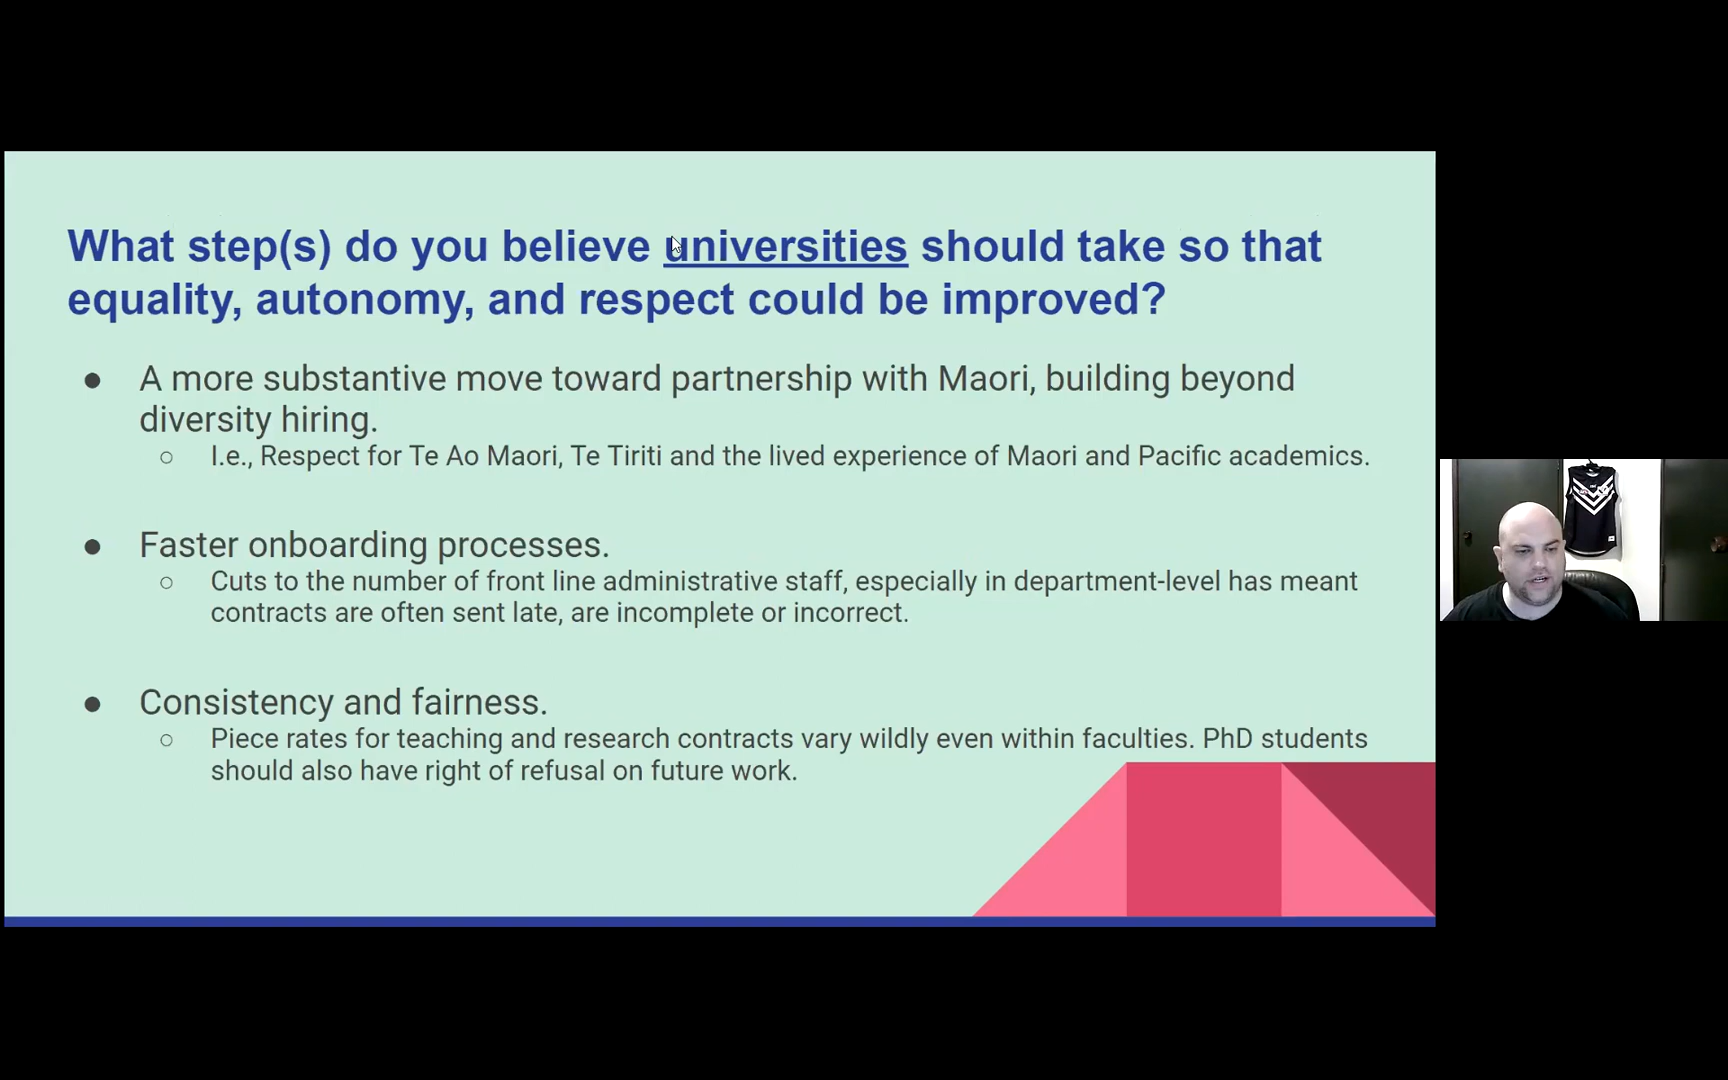 What step(s) do you believe universities should take so that
equality, autonomy, and respect could be improved?
● A more substantive move toward partnership with Maori, building beyond
diversity hiring.
○ I.e., Respect for Te Ao Maori, Te Tiriti and the lived experience of Maori and Pacific academics.
● Faster onboarding processes.
○ Cuts to the number of front line administrative staff, especially in department-level has meant
contracts are often sent late, are incomplete or incorrect.
● Consistency and fairness.
○ Piece rates for teaching and research contracts vary wildly even within faculties. PhD students
should also have right of refusal on future work.